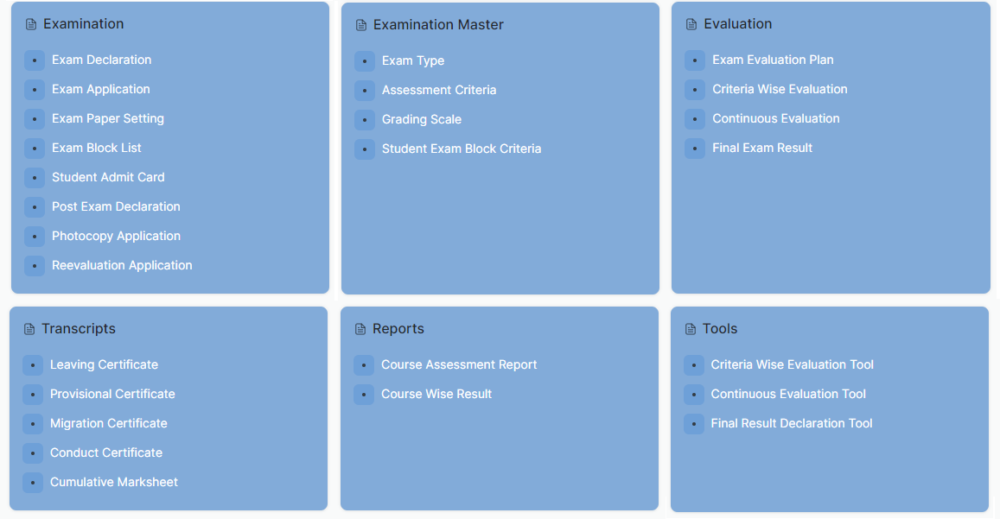 Examination
Exam Declaration
Exam Application
Exam Paper Setting
Exam Block List
Student Admit Card
Post Exam Declaration
Photocopy Application
Reevaluation Application
Examination Master
Exam Type
Assessment Criteria
Grading Scale
Student Exam Block Criteria
Evaluation
Exam Evaluation Plan
Criteria Wise Evaluation
Continuous Evaluation
Final Exam Result
Transcripts
Leaving Certificate
Provisional Certificate
Migration Certificate
Conduct Certificate
Cumulative Marksheet
Reports
Course Assessment Report
Course Wise Result
Tools
Criteria Wise Evaluation Tool
Continuous Evaluation Tool
Final Result Declaration Tool